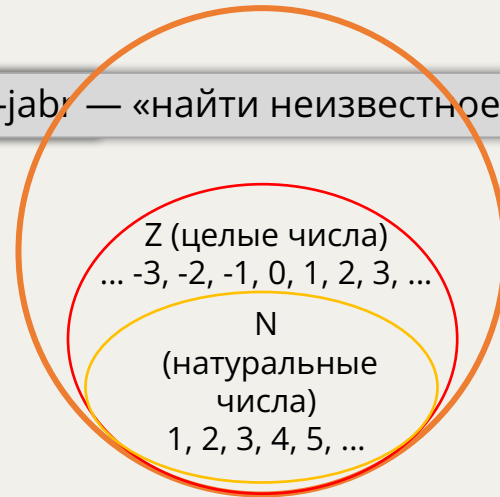 -jabr — «найти неизвестное
Z (целые числа)
... -3, -2, -1, 0, 1, 2, 3, ...
N
(натуральные
числа)
1, 2, 3, 4, 5, ...